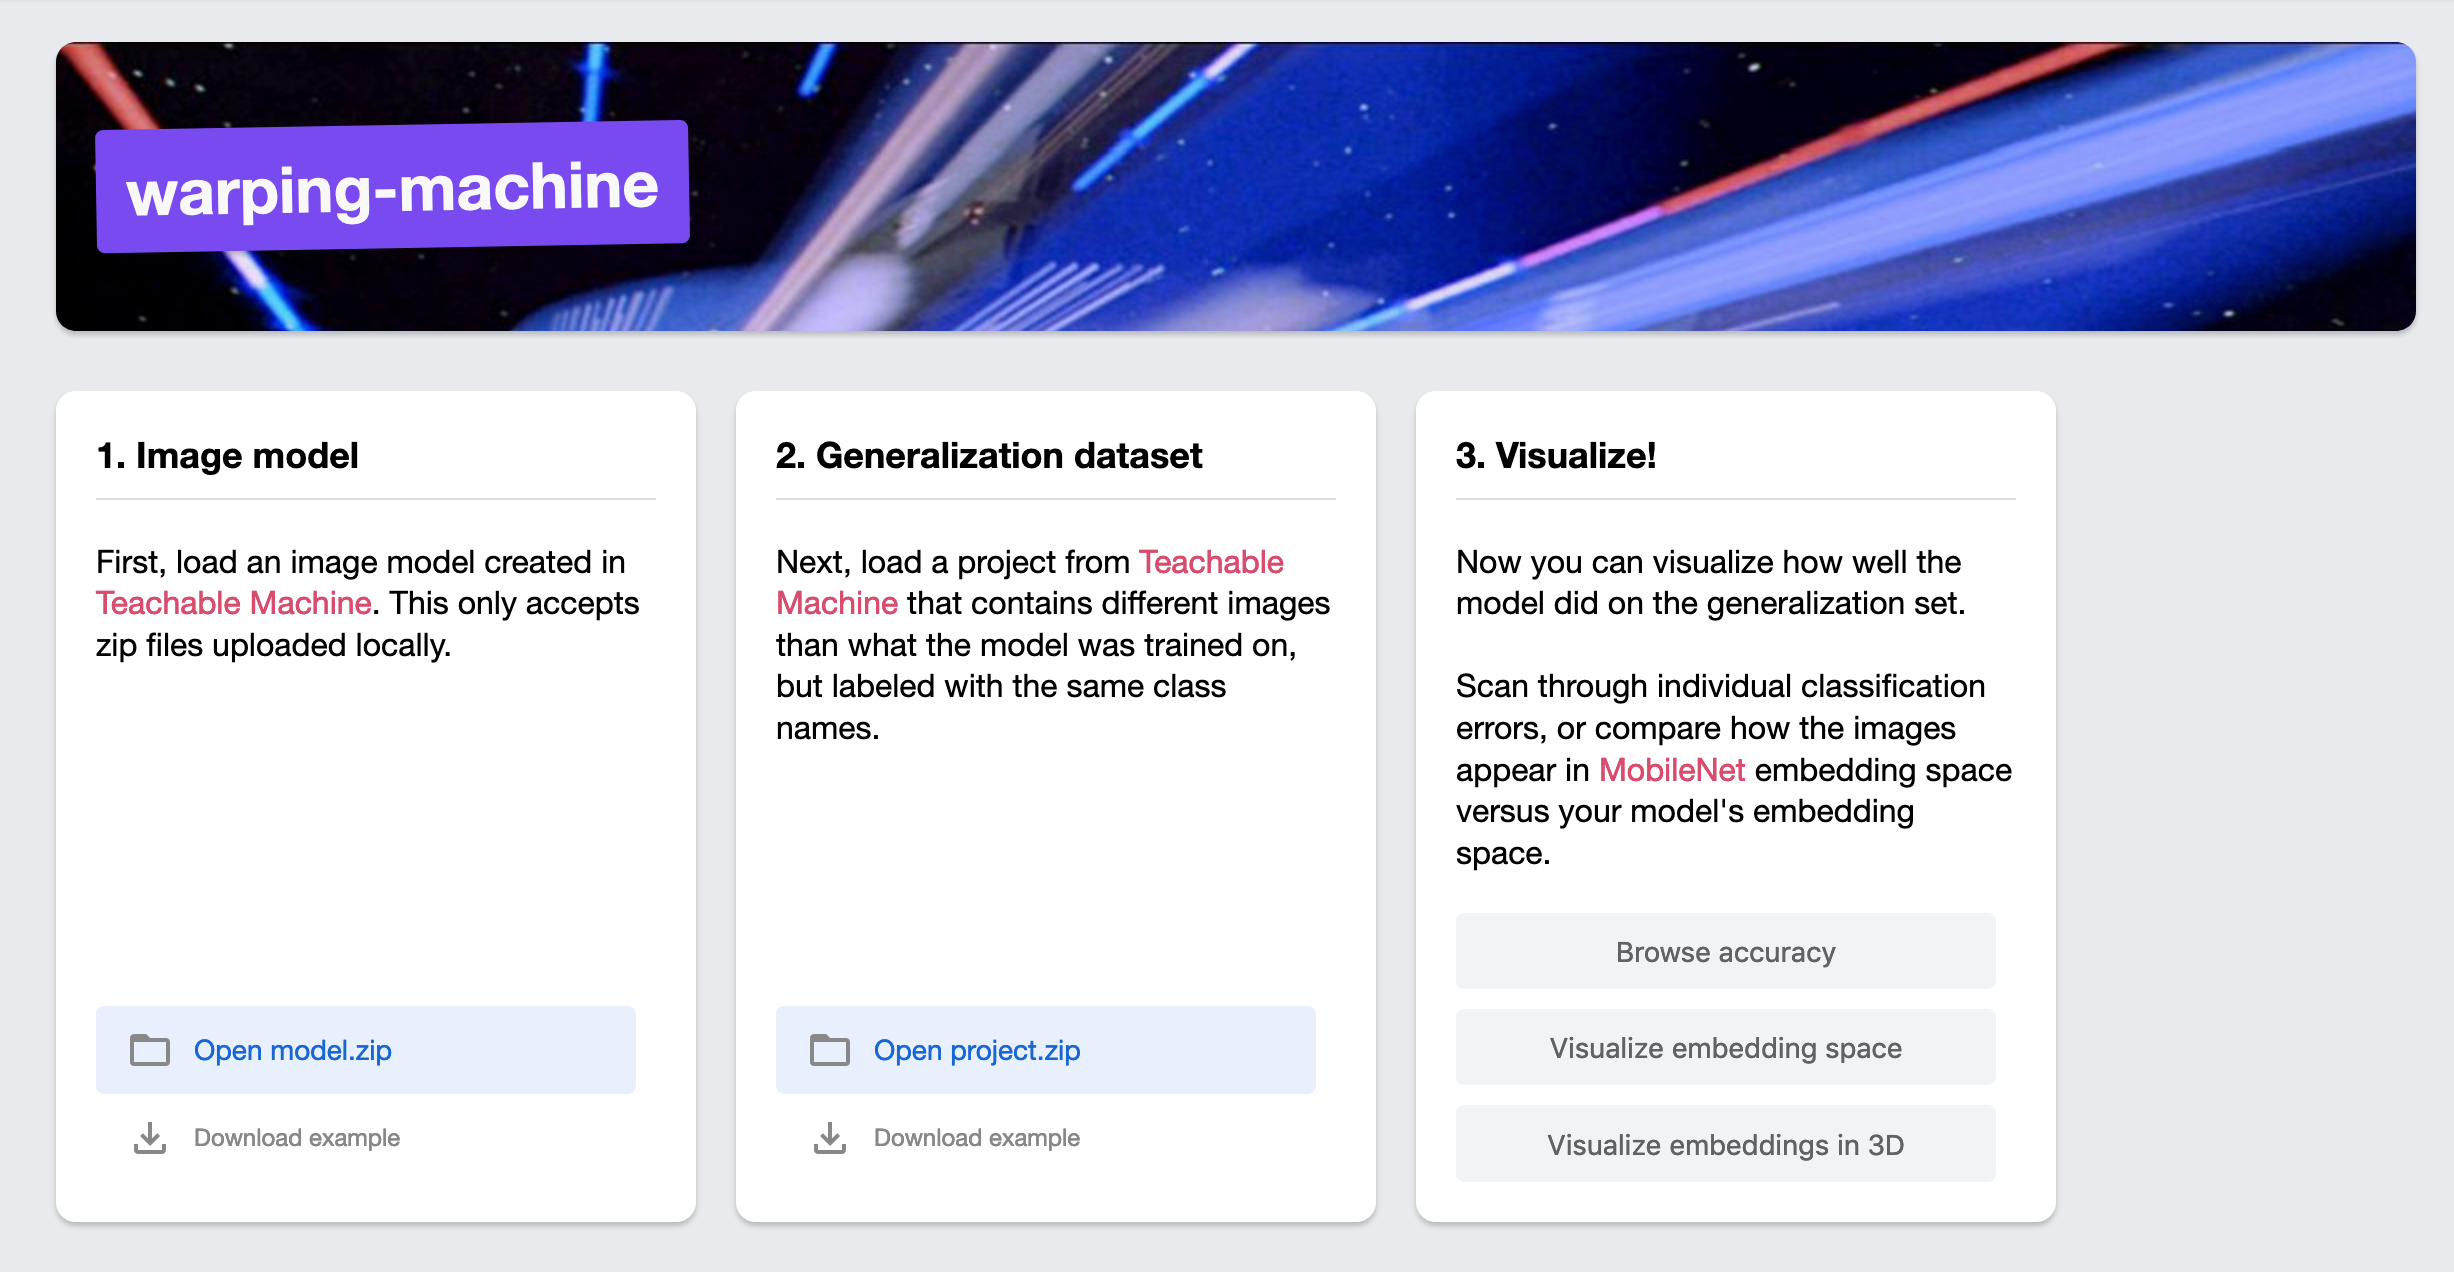 warping-machine
1. Image model
First, load an image model created in
Teachable Machine. This only accepts
zip files uploaded locally.
Open model.zip
Download example
2. Generalization dataset
Next, load a project from Teachable
Machine that contains different images
than what the model was trained on,
but labeled with the same class
names.
Open project.zip
Download example
3. Visualize!
Now you can visualize how well the
model did on the generalization set.
Scan through individual classification
errors, or compare how the images
appear in MobileNet embedding space
versus your model's embedding
space.
Browse accuracy
Visualize embedding space
Visualize embeddings in 3D